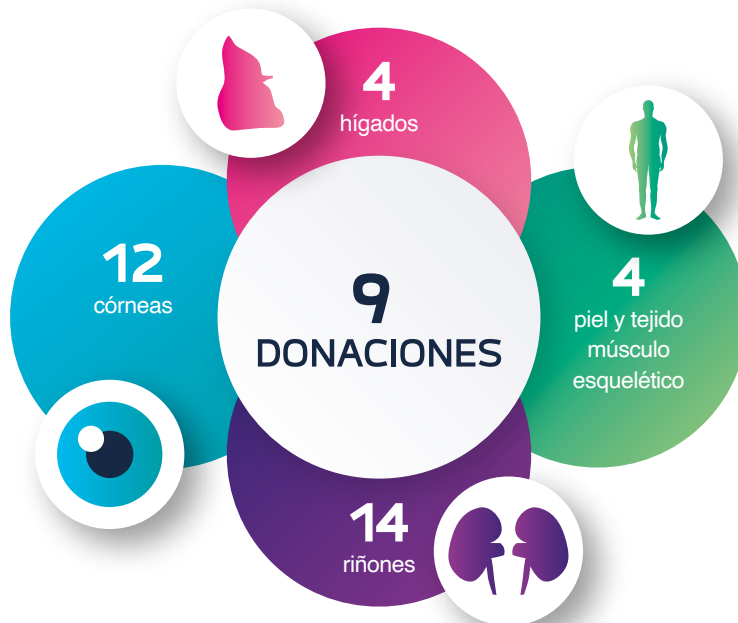 4
hígados
12
córneas
9
DONACIONES
4
piel y tejido
músculo
esquelético
14
riñones